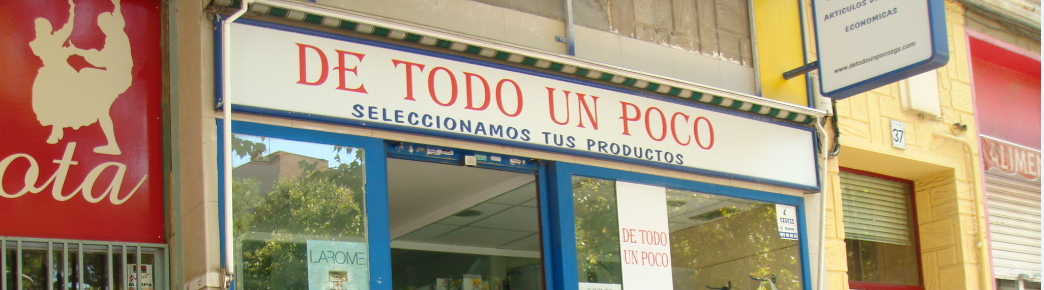 ota
DE TODO UN POCO
SELECCIONAMOS TUS PRODUCTOS
ARTICULOS
ECONOMICAS
www.detodounpocozgz.com
37
ALIMEN
LAROME
DE TODO
UN POCO